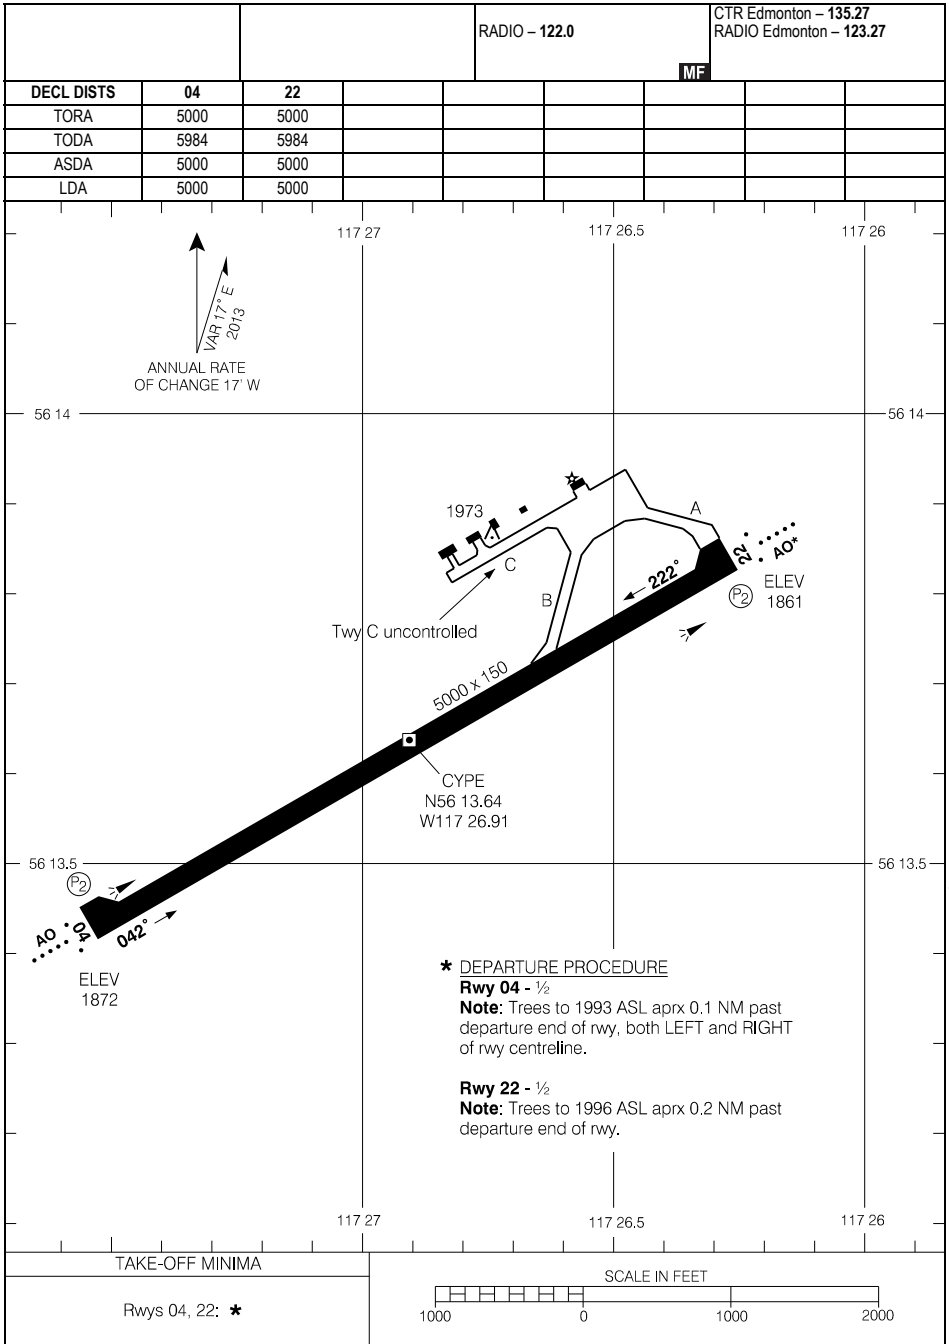 RADIO – 122.0
MF
CTR Edmonton – 135.27
RADIO Edmonton – 123.27
DECL DISTS 04 22
TORA 5000 5000
TODA 5984 5984
ASDA 5000 5000
LDA 5000 5000
117 27 117 26.5 117 26
VAR 17° E
2013
ANNUAL RATE
OF CHANGE 17' W
56 14 56 14
1973
A
C
B
22
AO*
222°
P2
ELEV
1861
Twy C uncontrolled
5000 x 150
CYPE
N56 13.64
W117 26.91
56 13.5 56 13.5
P2
AO
04
042°
ELEV
1872
* DEPARTURE PROCEDURE
Rwy 04 - ½
Note: Trees to 1993 ASL aprx 0.1 NM past
departure end of rwy, both LEFT and RIGHT
of rwy centreline.
Rwy 22 - ½
Note: Trees to 1996 ASL aprx 0.2 NM past
departure end of rwy.
117 27 117 26.5 117 26
TAKE-OFF MINIMA
Rwys 04, 22: *
SCALE IN FEET
1000 0 1000 2000